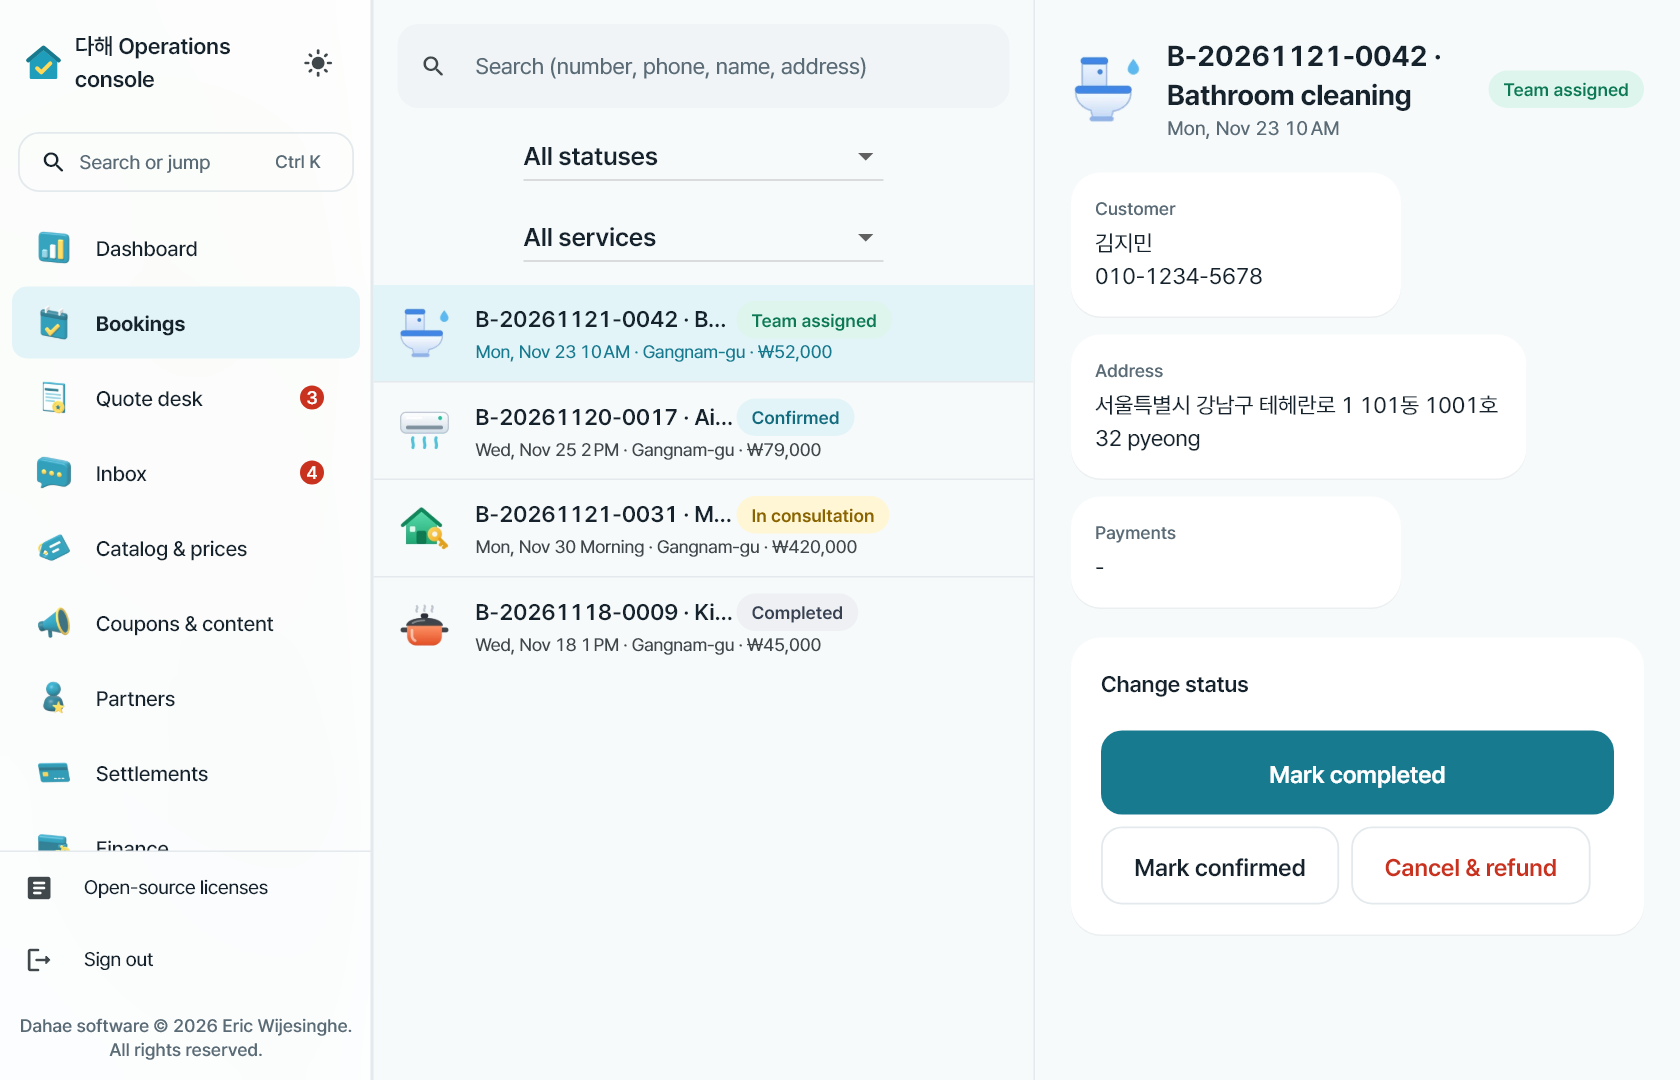 다해 Operations
console
Search or jump
Ctrl K
Dashboard
Bookings
Quote desk
3
Inbox
4
Catalog & prices
Coupons & content
Partners
Settlements
Finance
Open-source licenses
Sign out
Dahae software © 2026 Eric Wijesinghe.
All rights reserved.
Search (number, phone, name, address)
All statuses
All services
B-20261121-0042 · B...
Team assigned
Mon, Nov 23 10 AM · Gangnam-gu · ₩52,000
B-20261120-0017 · Ai...
Confirmed
Wed, Nov 25 2 PM · Gangnam-gu · ₩79,000
B-20261121-0031 · M...
In consultation
Mon, Nov 30 Morning · Gangnam-gu · ₩420,000
B-20261118-0009 · Ki...
Completed
Wed, Nov 18 1 PM · Gangnam-gu · ₩45,000
B-20261121-0042 ·
Bathroom cleaning
Mon, Nov 23 10 AM
Team assigned
Customer
김지민
010-1234-5678
Address
서울특별시 강남구 테헤란로 1 101동 1001호
32 pyeong
Payments
-
Change status
Mark completed
Mark confirmed
Cancel & refund